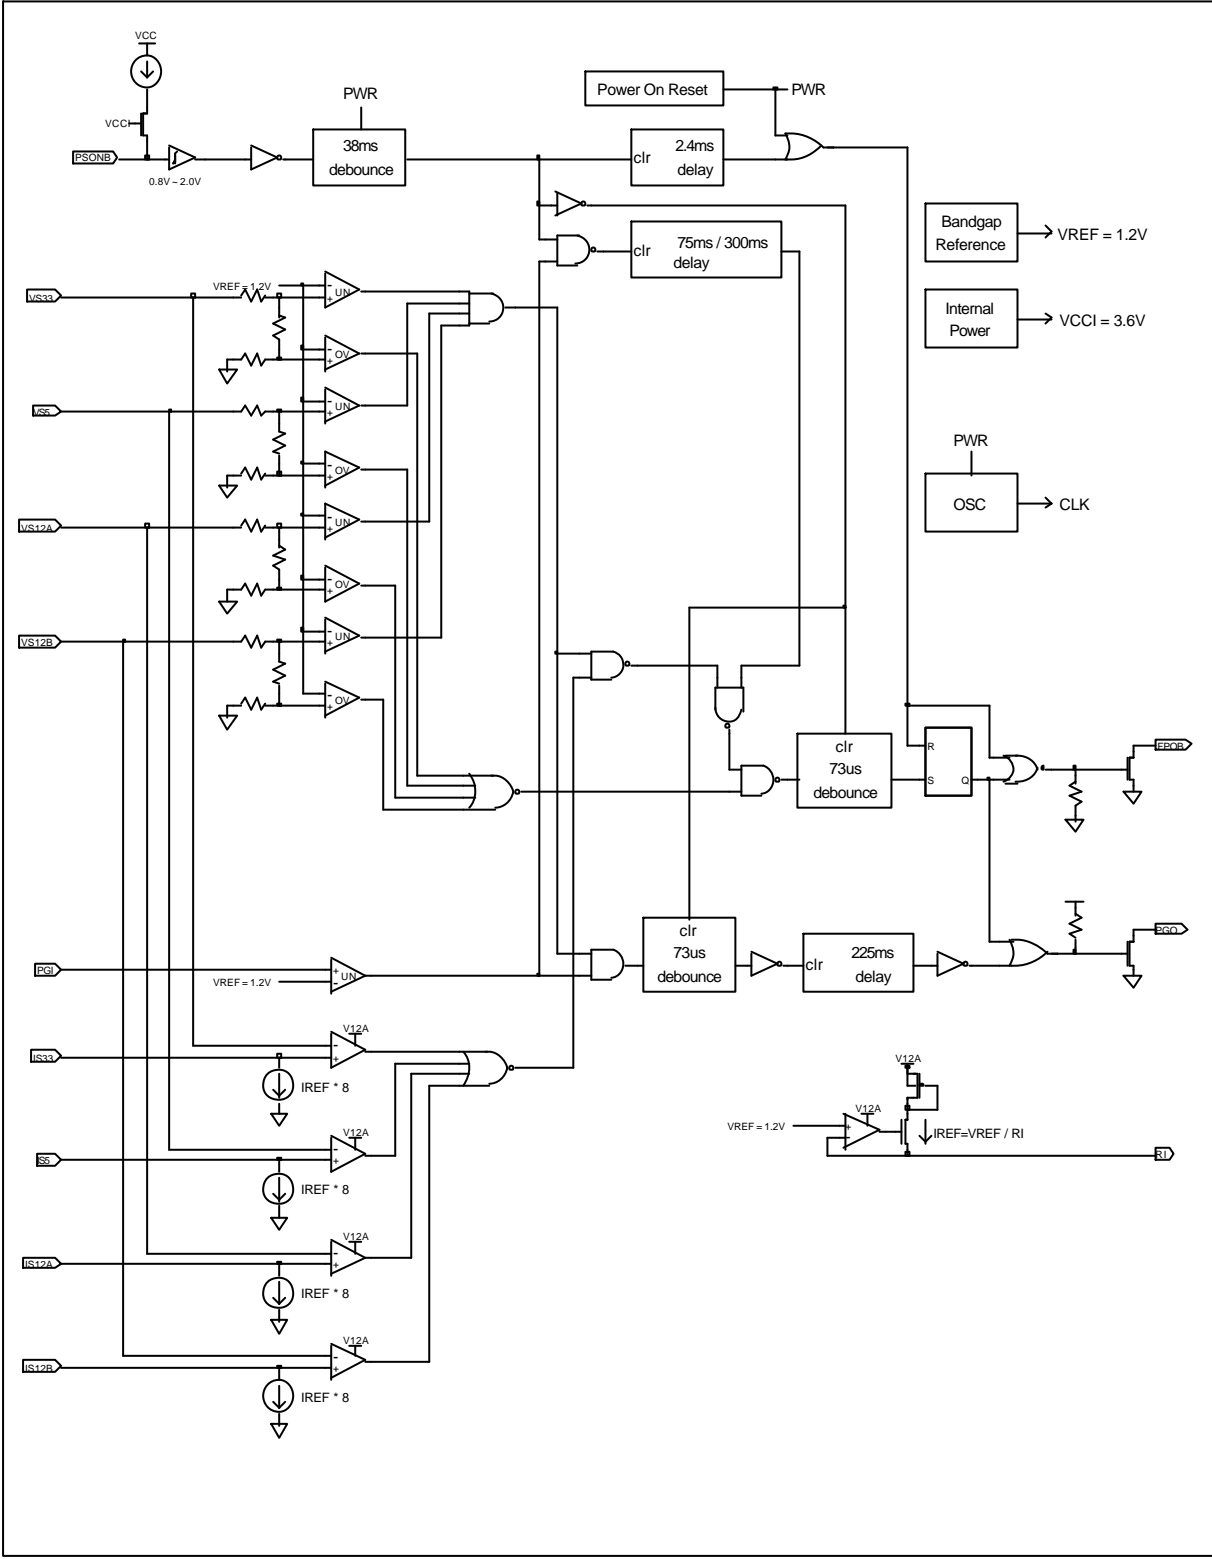 VCC
VCCI
PSONB
0.8V ~ 2.0V
PWR
38ms
debounce
Power On Reset
PWR
clr
2.4ms
delay
clr
75ms / 300ms
delay
Bandgap
Reference
VREF = 1.2V
Internal
Power
VCCI = 3.6V
PWR
OSC
CLK
VS33
VREF = 1.2V
-
+
UN
-
+
OV
VS5
-
+
UN
-
+
OV
VS12A
-
+
UN
-
+
OV
VS12B
-
+
UN
-
+
OV
clr
73us
debounce
R
S
Q
FPOB
PGI
VREF = 1.2V
+
-
UN
clr
73us
debounce
clr
225ms
delay
PGO
IS33
V12A
-
+
IREF * 8
IS5
V12A
-
+
IREF * 8
IS12A
V12A
-
+
IREF * 8
IS12B
V12A
-
+
IREF * 8
V12A
V12A
VREF = 1.2V
+
-
IREF=VREF / RI
RI